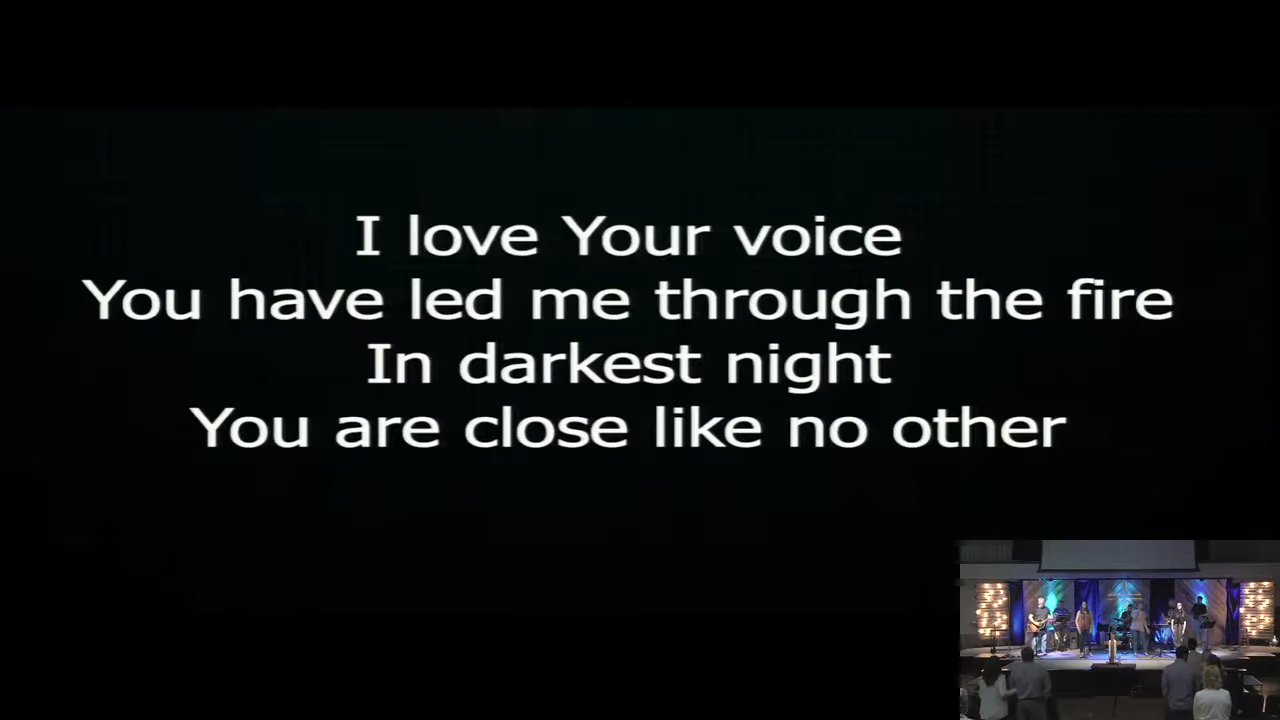 I love Your voice
You have led me through the fire
In darkest night
You are close like no other